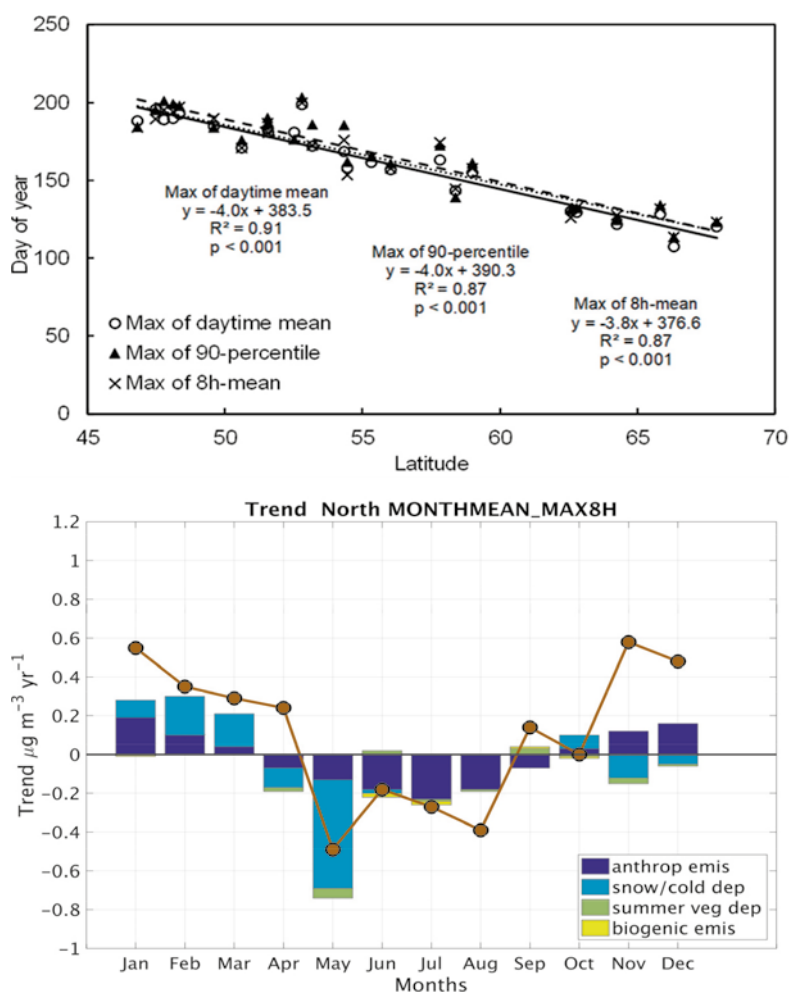 250
200
150
100
50
0
Day of year
Max of daytime mean
y = -4.0x + 383.5
R² = 0.91
p < 0.001
Max of 90-percentile
y = -4.0x + 390.3
R² = 0.87
p < 0.001
Max of 8h-mean
y = -3.8x + 376.6
R² = 0.87
p < 0.001
Max of daytime mean
Max of 90-percentile
Max of 8h-mean
45 50 55 60 65 70
Latitude
Trend North MONTHMEAN_MAX8H
1.2
1
0.8
0.6
0.4
0.2
0
-0.2
-0.4
-0.6
-0.8
-1
Trend μg m⁻³ yr⁻¹
anthrop emis
snow/cold dep
summer veg dep
biogenic emis
Jan Feb Mar Apr May Jun Jul Aug Sep Oct Nov Dec
Months